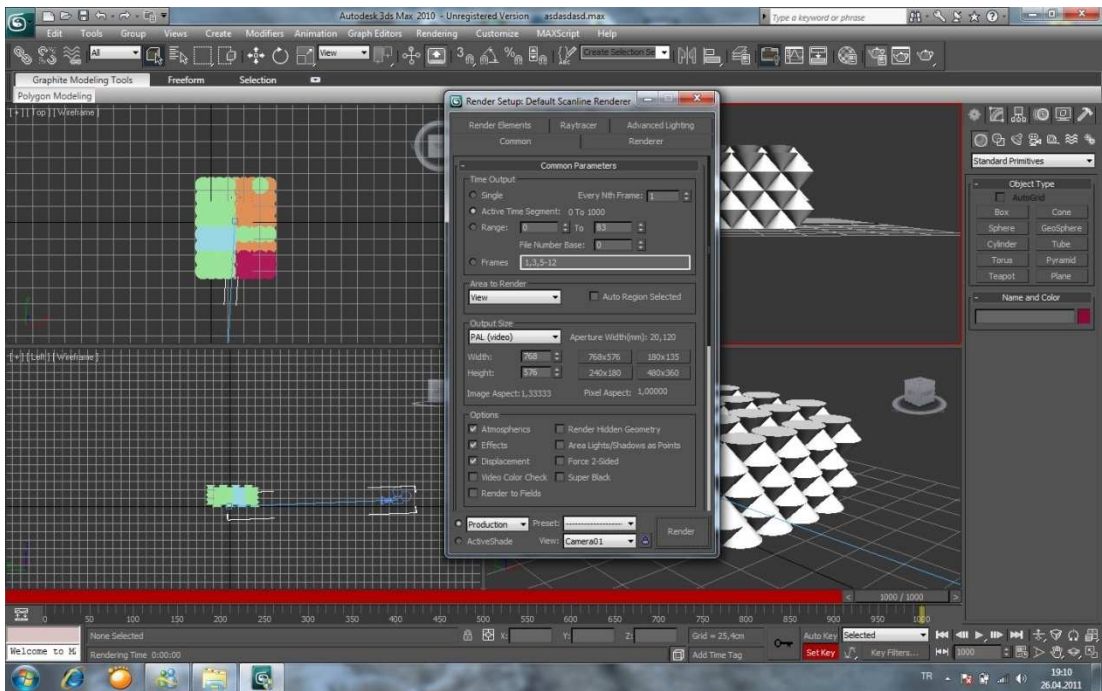 Autodesk 3ds Max 2010 - Unregistered Version asdasdasd.max
Type a keyword or phrase
Edit Tools Group Views Create Modifiers Animation Graph Editors Rendering Customize MAXScript Help
All
View
Create Selection Se
Graphite Modeling Tools Freeform Selection
Polygon Modeling
[ + ] [ Top ] [ Wireframe ]
Render Setup: Default Scanline Renderer
Render Elements Raytracer Advanced Lighting
Common Renderer
Common Parameters
Time Output
Single Every Nth Frame: 1
Active Time Segment: 0 To 1000
Range: 0 To 83
File Number Base: 0
Frames 1,3,5-12
Area to Render
View Auto Region Selected
Output Size
PAL (video) Aperture Width(mm): 20,120
Width: 768 768x576 180x135
Height: 576 240x180 480x360
Image Aspect: 1,33333 Pixel Aspect: 1,00000
Options
Atmospherics Render Hidden Geometry
Effects Area Lights/Shadows as Points
Displacement Force 2-Sided
Video Color Check Super Black
Render to Fields
Production Preset: Render
ActiveShade View: Camera01
Standard Primitives
Object Type
AutoGrid
Box Cone
Sphere GeoSphere
Cylinder Tube
Torus Pyramid
Teapot Plane
Name and Color
[ + ] [ Left ] [ Wireframe ]
1000 / 1000
0 50 100 150 200 250 300 350 400 450 500 550 600 650 700 750 800 850 900 950
None Selected X: Y: Z: Grid = 25,4cm Auto Key Selected
Welcome to M Rendering Time 0:00:00 Add Time Tag Set Key Key Filters... 1000
TR 19:10
26.04.2011